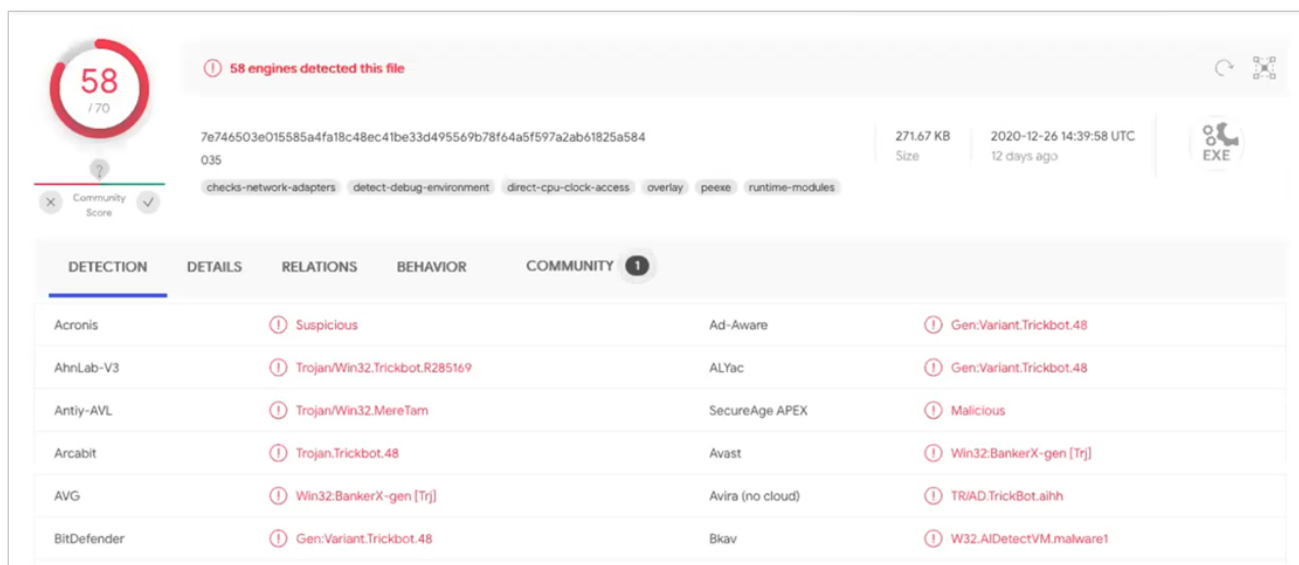 58
/ 70
58 engines detected this file
7e746503e015585a4fa18c48ec41be33d495569b78f64a5f597a2ab61825a584
035
271.67 KB
Size
2020-12-26 14:39:58 UTC
12 days ago
EXE
?
Community
Score
checks-network-adapters detect-debug-environment direct-cpu-clock-access overlay peexe runtime-modules
DETECTION DETAILS RELATIONS BEHAVIOR COMMUNITY 1
Acronis Suspicious Ad-Aware Gen:Variant.Trickbot.48
AhnLab-V3 Trojan/Win32.Trickbot.R285169 ALYac Gen:Variant.Trickbot.48
Antiy-AVL Trojan/Win32.MereTam SecureAge APEX Malicious
Arcabit Trojan.Trickbot.48 Avast Win32:BankerX-gen [Trj]
AVG Win32:BankerX-gen [Trj] Avira (no cloud) TR/AD.TrickBot.aihh
BitDefender Gen:Variant.Trickbot.48 Bkav W32.AIDetectVM.malware1